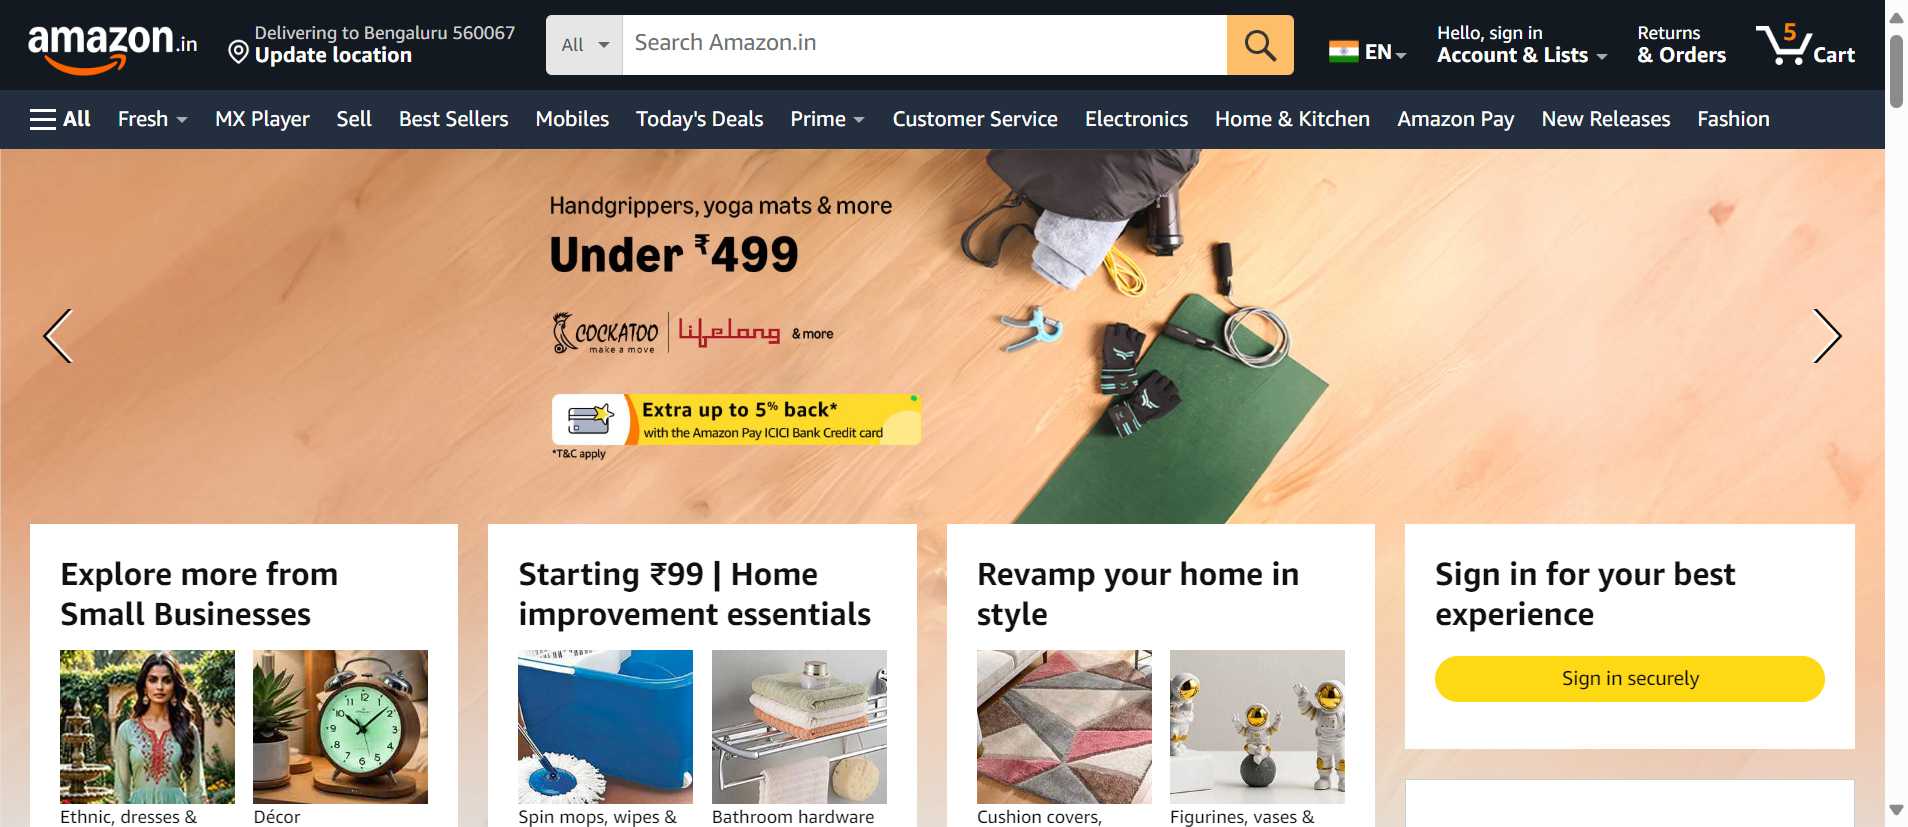 amazon.in
Delivering to Bengaluru 560067
Update location
All
Search Amazon.in
EN
Hello, sign in
Account & Lists
Returns
& Orders
5
Cart
All
Fresh
MX Player
Sell
Best Sellers
Mobiles
Today's Deals
Prime
Customer Service
Electronics
Home & Kitchen
Amazon Pay
New Releases
Fashion
Handgrippers, yoga mats & more
Under ₹499
COCKATOO
make a move
Lifelong
& more
Extra up to 5% back*
with the Amazon Pay ICICI Bank Credit card
*T&C apply
Explore more from
Small Businesses
Ethnic, dresses &
Décor
Starting ₹99 | Home
improvement essentials
Spin mops, wipes &
Bathroom hardware
Revamp your home in
style
Cushion covers,
Figurines, vases &
Sign in for your best
experience
Sign in securely